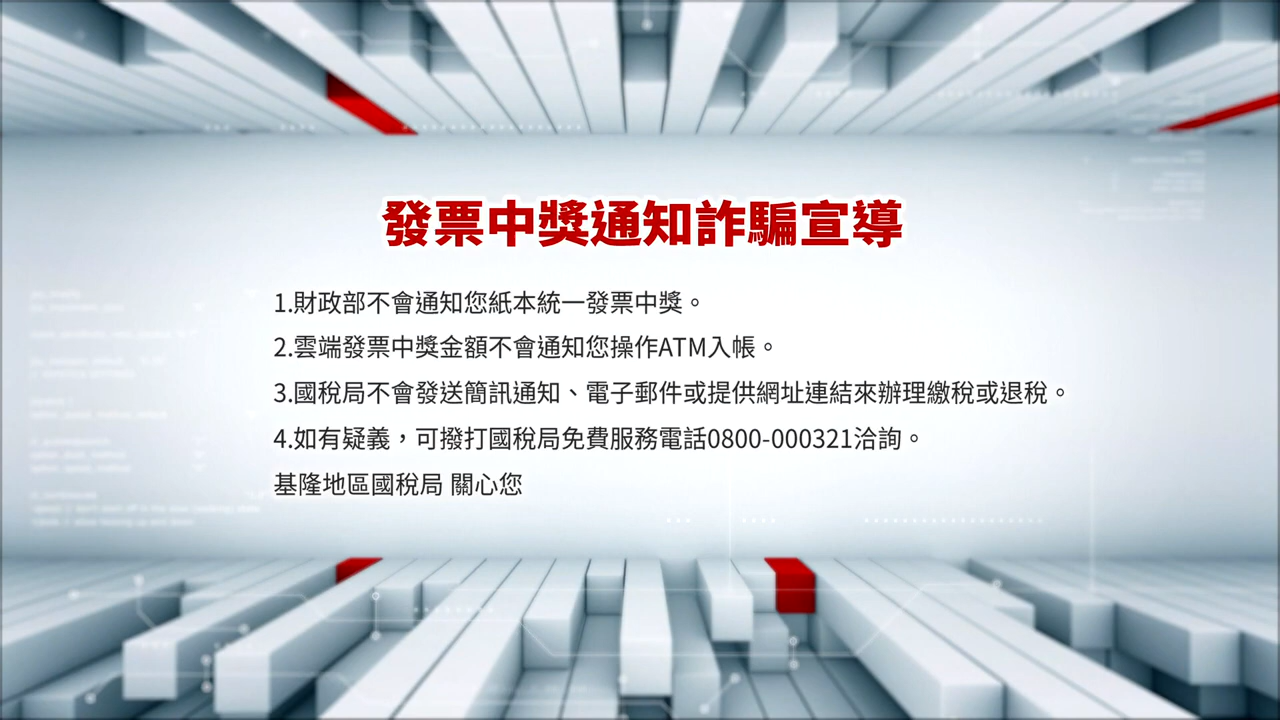 發票中獎通知詐騙宣導
1.財政部不會通知您紙本統一發票中獎。
2.雲端發票中獎金額不會通知您操作ATM入帳。
3.國稅局不會發送簡訊通知、電子郵件或提供網址連結來辦理繳稅或退稅。
4.如有疑義，可撥打國稅局免費服務電話0800-000321洽詢。
基隆地區國稅局 關心您